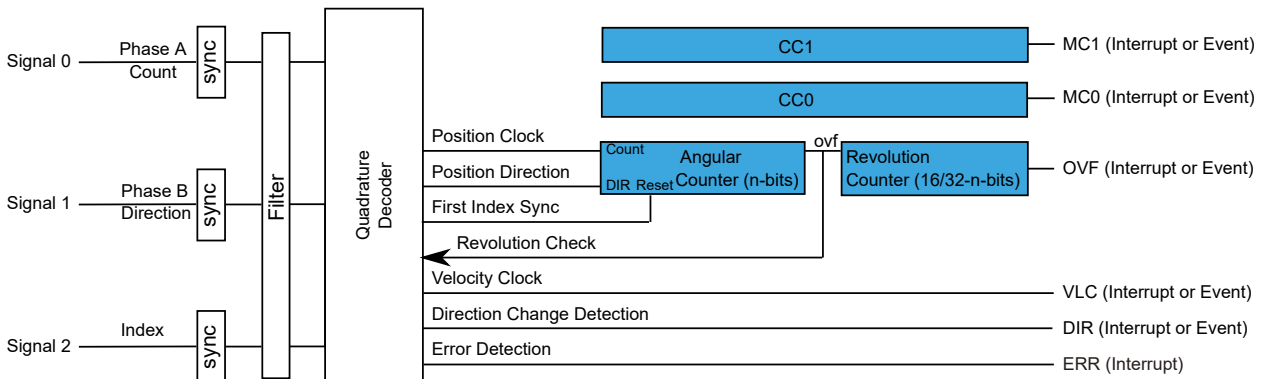 Signal 0
Phase A
Count
sync
Signal 1
Phase B
Direction
sync
Signal 2
Index
sync
Filter
Quadrature
Decoder
CC1
MC1 (Interrupt or Event)
CC0
MC0 (Interrupt or Event)
Position Clock
Position Direction
First Index Sync
Revolution Check
Velocity Clock
Direction Change Detection
Error Detection
Count
DIR Reset
Angular
Counter (n-bits)
ovf
Revolution
Counter (16/32-n-bits)
OVF (Interrupt or Event)
VLC (Interrupt or Event)
DIR (Interrupt or Event)
ERR (Interrupt)